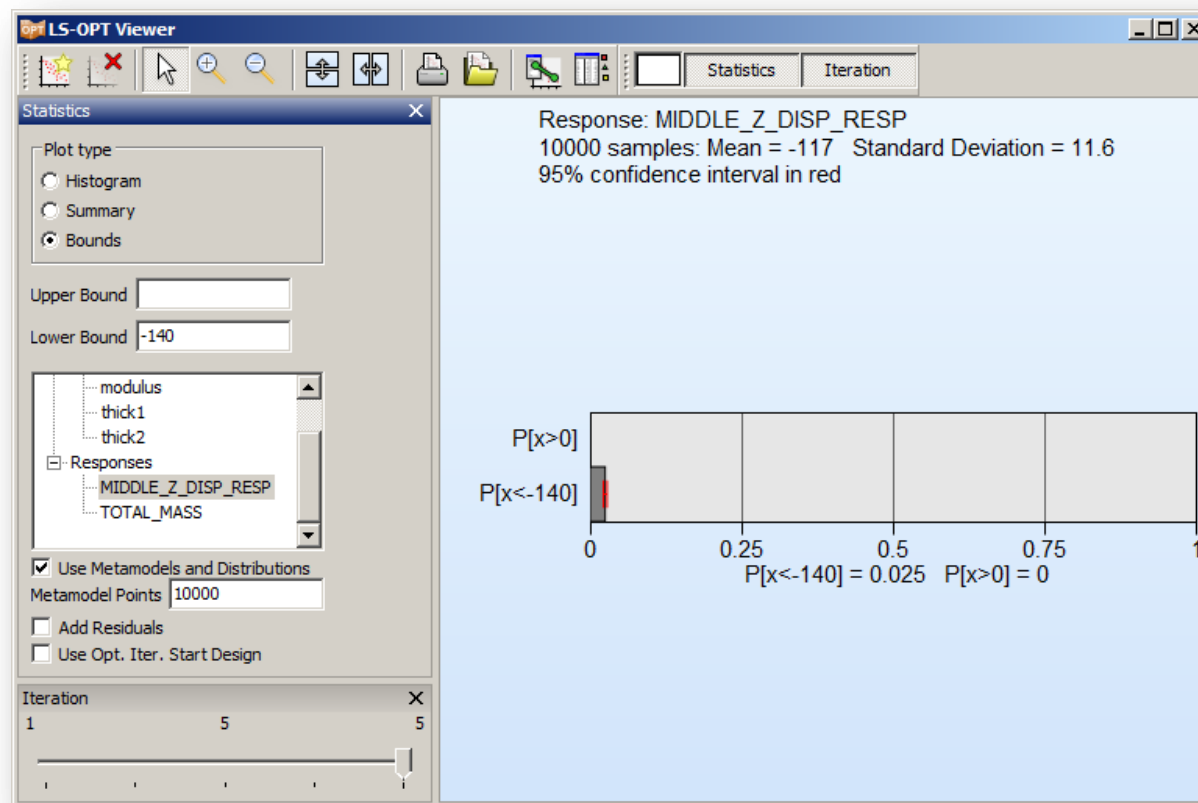 OPT LS-OPT Viewer
Statistics Iteration
Statistics
Plot type
Histogram
Summary
Bounds
Upper Bound
Lower Bound -140
modulus
thick1
thick2
Responses
MIDDLE_Z_DISP_RESP
TOTAL_MASS
Use Metamodels and Distributions
Metamodel Points 10000
Add Residuals
Use Opt. Iter. Start Design
Iteration
1 5 5
Response: MIDDLE_Z_DISP_RESP
10000 samples: Mean = -117 Standard Deviation = 11.6
95% confidence interval in red
P[x>0]
P[x<-140]
0 0.25 0.5 0.75 1
P[x<-140] = 0.025 P[x>0] = 0